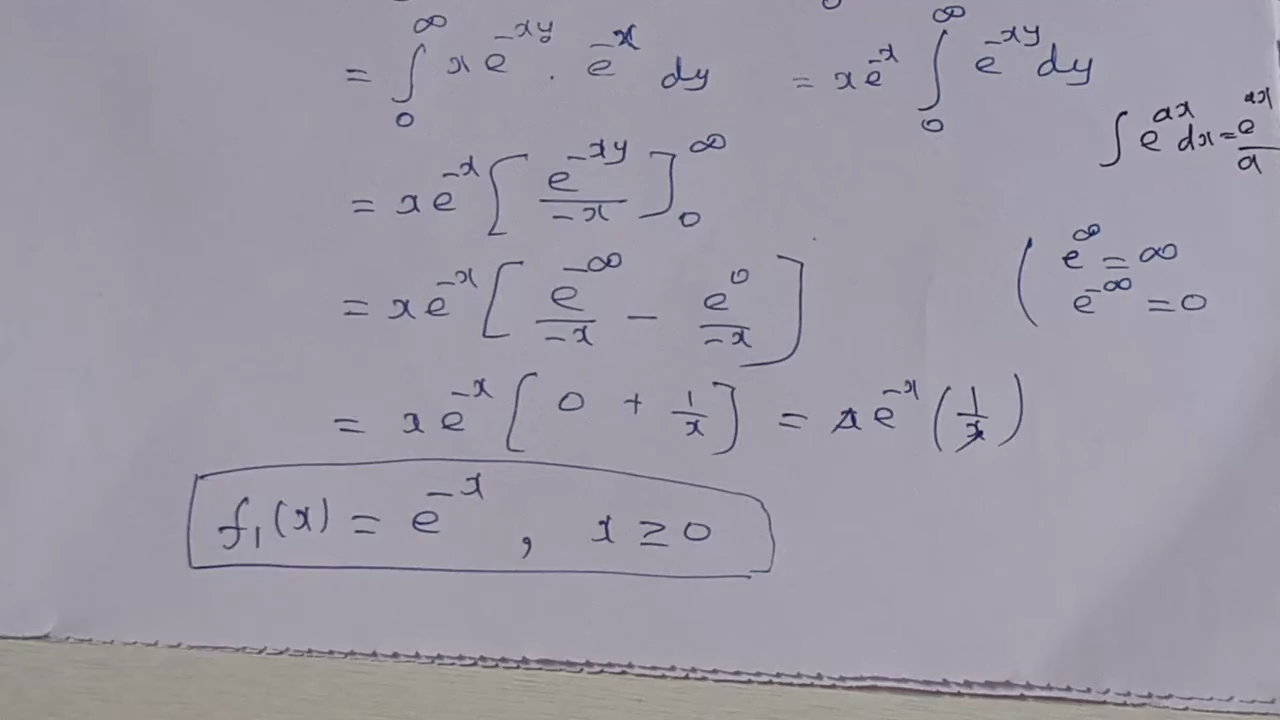 = ∫₀^∞ x e^{-xy} . e^{-x} dy = x e^{-x} ∫₀^∞ e^{-xy} dy
∫ e^{ax} dx = e^{ax}/a
= x e^{-x} [ e^{-xy}/-x ]₀^∞
( e^∞ = ∞
e^{-∞} = 0
= x e^{-x} [ e^{-∞}/-x - e^0/-x ]
= x e^{-x} [ 0 + 1/x ] = x e^{-x} (1/x)
f₁(x) = e^{-x} , x ≥ 0